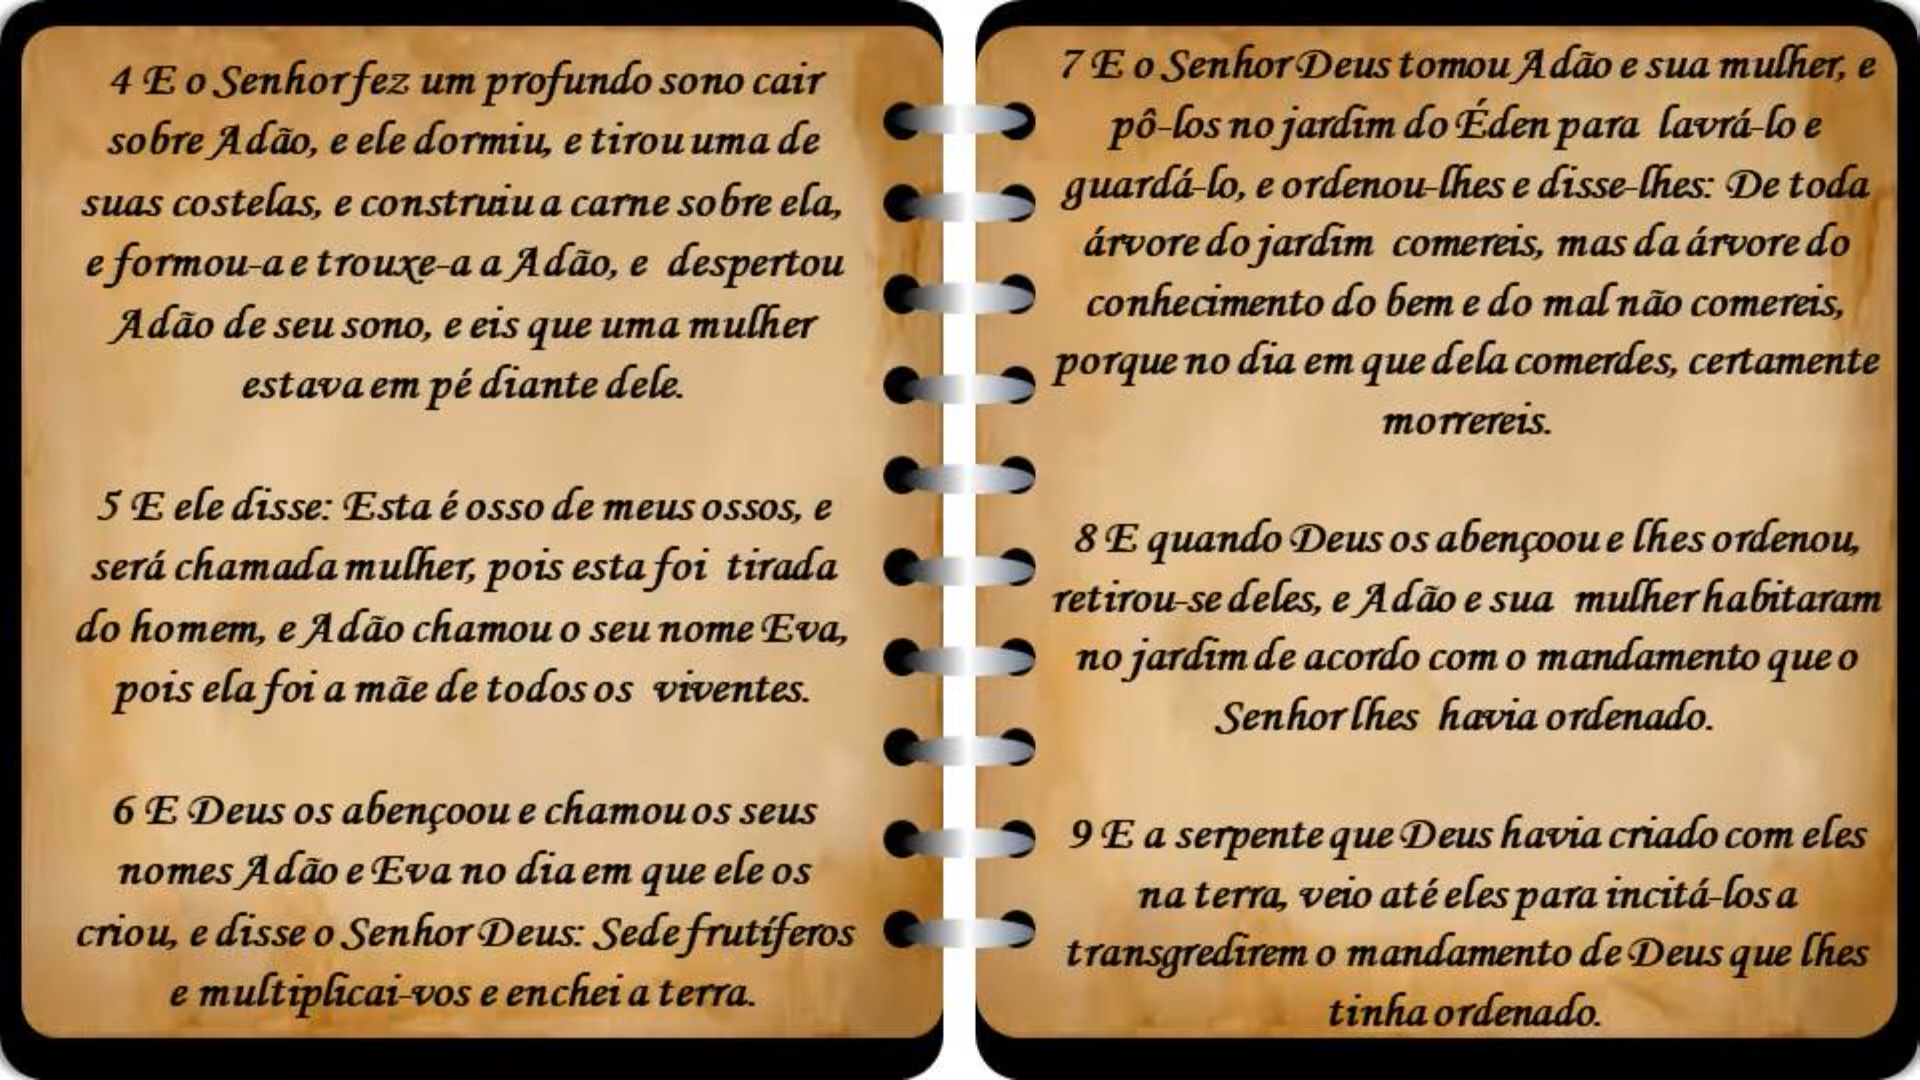 4 E o Senhor fez um profundo sono cair
sobre Adão, e ele dormiu, e tirou uma de
suas costelas, e construiu a carne sobre ela,
e formou-a e trouxe-a a Adão, e despertou
Adão de seu sono, e eis que uma mulher
estava em pé diante dele.
5 E ele disse: Esta é osso de meus ossos, e
será chamada mulher, pois esta foi tirada
do homem, e Adão chamou o seu nome Eva,
pois ela foi a mãe de todos os viventes.
6 E Deus os abençoou e chamou os seus
nomes Adão e Eva no dia em que ele os
criou, e disse o Senhor Deus: Sede frutíferos
e multiplicai-vos e enchei a terra.
7 E o Senhor Deus tomou Adão e sua mulher, e
pô-los no jardim do Éden para lavrá-lo e
guardá-lo, e ordenou-lhes e disse-lhes: De toda
árvore do jardim comereis, mas da árvore do
conhecimento do bem e do mal não comereis,
porque no dia em que dela comerdes, certamente
morrereis.
8 E quando Deus os abençoou e lhes ordenou,
retirou-se deles, e Adão e sua mulher habitaram
no jardim de acordo com o mandamento que o
Senhor lhes havia ordenado.
9 E a serpente que Deus havia criado com eles
na terra, veio até eles para incitá-los a
transgredirem o mandamento de Deus que lhes
tinha ordenado.